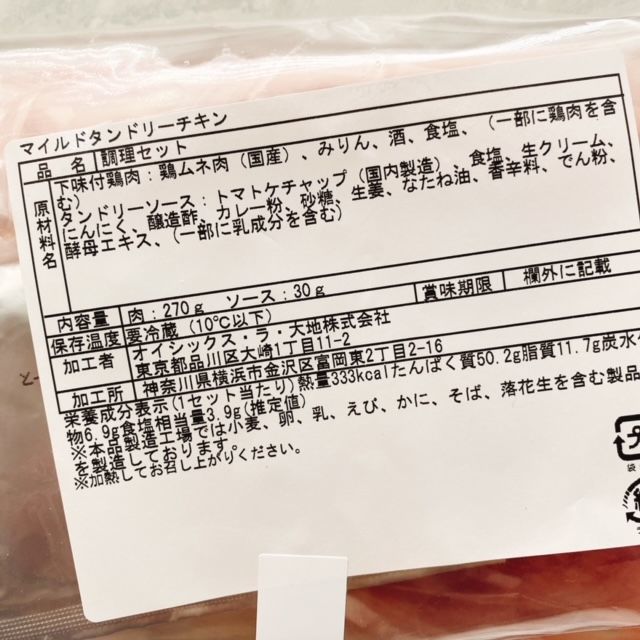 マイルドタンドリーチキン
品 名 調理セット
原材料名
下味付鶏肉：鶏ムネ肉（国産）、みりん、酒、食塩、（一部に鶏肉を含
む）
タンドリーソース：トマトケチャップ（国内製造）、食塩、生クリーム、
にんにく、醸造酢、カレー粉、砂糖、生姜、なたね油、香辛料、でん粉、
酵母エキス、（一部に乳成分を含む）
内容量 肉：270g ソース：30g 賞味期限 欄外に記載
保存温度 要冷蔵（10℃以下）
加工者 オイシックス・ラ・大地株式会社
東京都品川区大崎1丁目11-2
加工所 神奈川県横浜市金沢区富岡東2丁目2-16
栄養成分表示(1セット当たり)熱量333kcalたんぱく質50.2g脂質11.7g炭水
物6.9g食塩相当量3.9g(推定値)
※本品製造工場では小麦、卵、乳、えび、かに、そば、落花生を含む製品
を製造しております。
※加熱してお召し上がりください。
プ
袋
紙